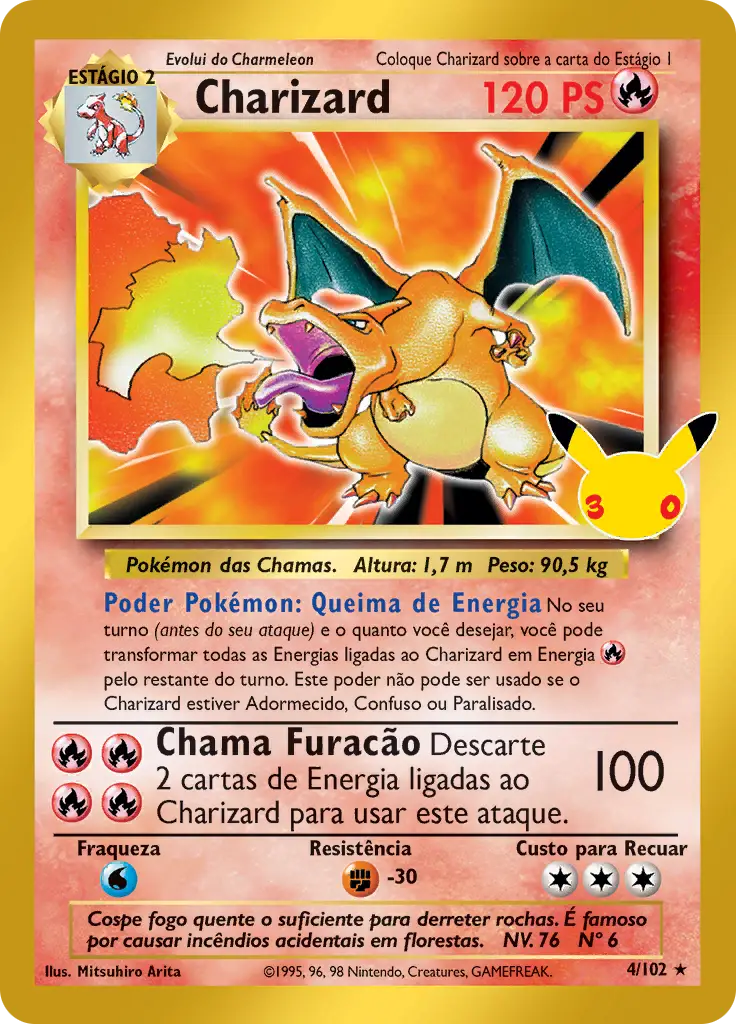 Evolui do Charmeleon
Coloque Charizard sobre a carta do Estágio 1
ESTÁGIO 2
Charizard
120 PS
3 0
Pokémon das Chamas. Altura: 1,7 m Peso: 90,5 kg
Poder Pokémon: Queima de Energia No seu
turno (antes do seu ataque) e o quanto você desejar, você pode
transformar todas as Energias ligadas ao Charizard em Energia
pelo restante do turno. Este poder não pode ser usado se o
Charizard estiver Adormecido, Confuso ou Paralisado.
Chama Furacão Descarte
2 cartas de Energia ligadas ao
Charizard para usar este ataque.
100
Fraqueza
Resistência
Custo para Recuar
-30
Cospe fogo quente o suficiente para derreter rochas. É famoso
por causar incêndios acidentais em florestas. NV. 76 Nº 6
Ilus. Mitsuhiro Arita
©1995, 96, 98 Nintendo, Creatures, GAMEFREAK.
4/102 ★